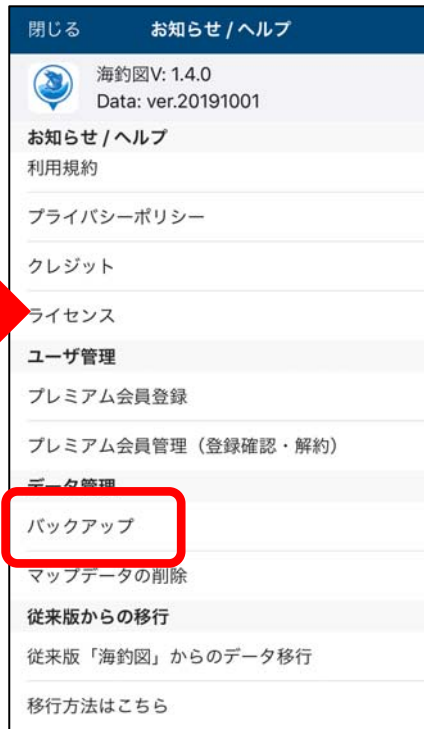 閉じる お知らせ / ヘルプ
海釣図V: 1.4.0
Data: ver.20191001
お知らせ / ヘルプ
利用規約
プライバシーポリシー
クレジット
ライセンス
ユーザ管理
プレミアム会員登録
プレミアム会員管理（登録確認・解約）
データ管理
バックアップ
マップデータの削除
従来版からの移行
従来版「海釣図」からのデータ移行
移行方法はこちら